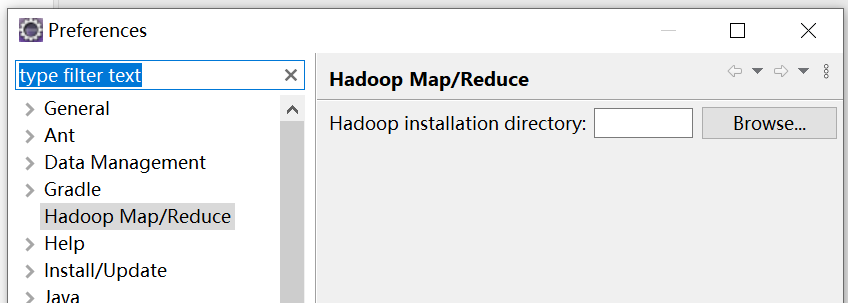 Preferences
type filter text
General
Ant
Data Management
Gradle
Hadoop Map/Reduce
Help
Install/Update
Java
Hadoop Map/Reduce
Hadoop installation directory: Browse...